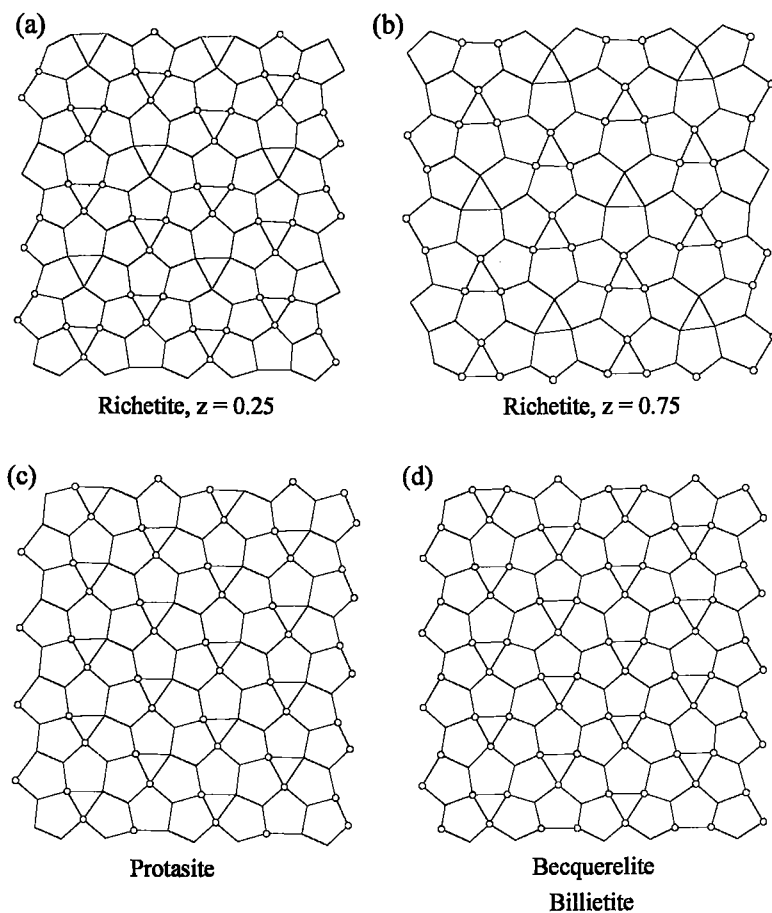 (a)
(b)
Richetite, z = 0.25
Richetite, z = 0.75
(c)
(d)
Protasite
Becquerelite
Billietite